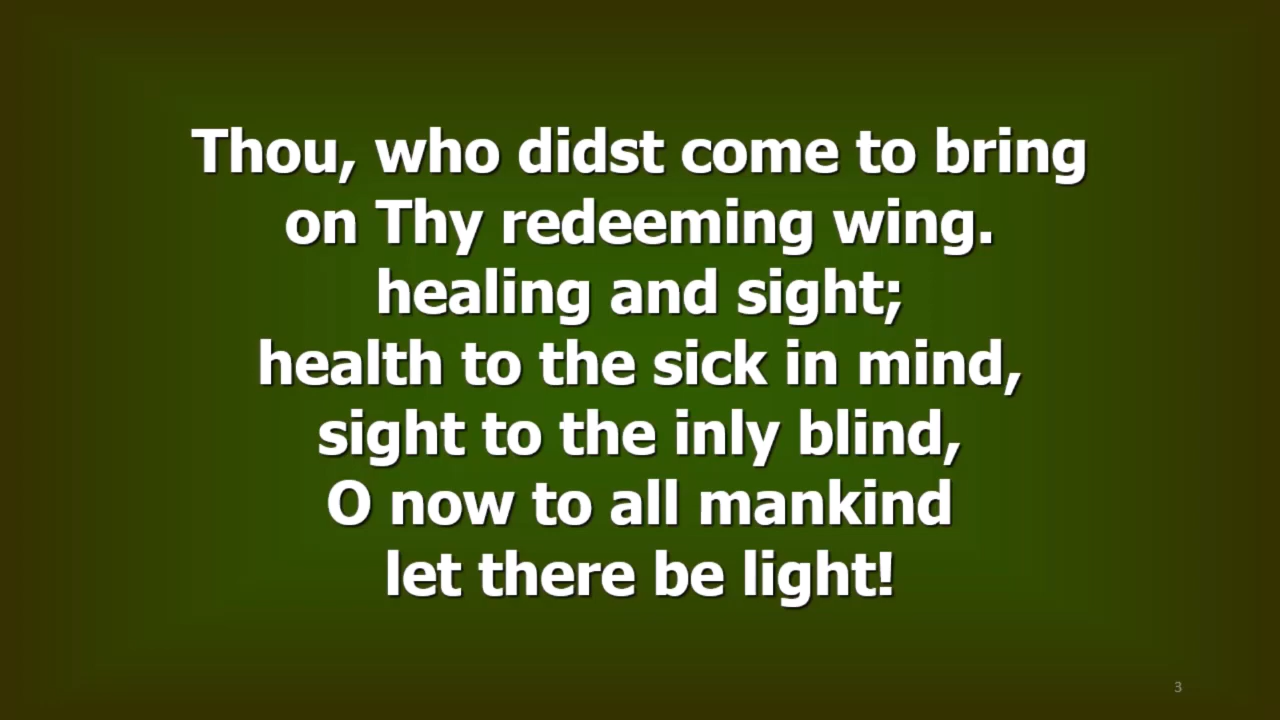 Thou, who didst come to bring
on Thy redeeming wing.
healing and sight;
health to the sick in mind,
sight to the inly blind,
O now to all mankind
let there be light!
3